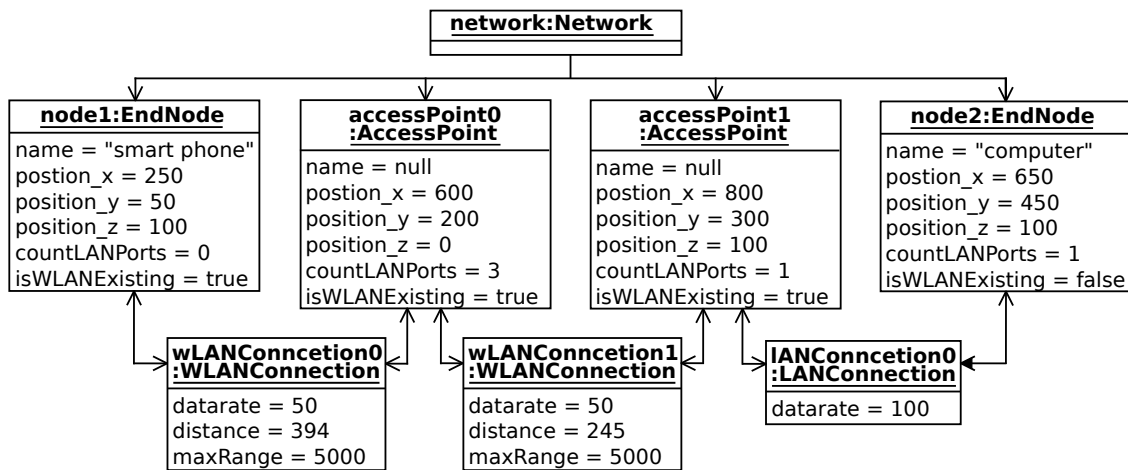 network:Network
node1:EndNode
name = "smart phone"
postion_x = 250
position_y = 50
position_z = 100
countLANPorts = 0
isWLANExisting = true
accessPoint0
:AccessPoint
name = null
postion_x = 600
position_y = 200
position_z = 0
countLANPorts = 3
isWLANExisting = true
accessPoint1
:AccessPoint
name = null
postion_x = 800
position_y = 300
position_z = 100
countLANPorts = 1
isWLANExisting = true
node2:EndNode
name = "computer"
postion_x = 650
position_y = 450
position_z = 100
countLANPorts = 1
isWLANExisting = false
wLANConncetion0
:WLANConnection
datarate = 50
distance = 394
maxRange = 5000
wLANConncetion1
:WLANConnection
datarate = 50
distance = 245
maxRange = 5000
lANConncetion0
:LANConnection
datarate = 100